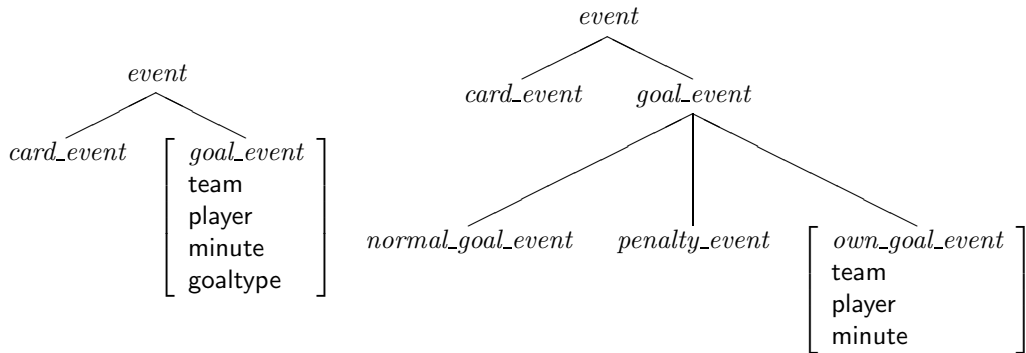 event
card_event goal_event
team
player
minute
goaltype
event
card_event goal_event
normal_goal_event penalty_event own_goal_event
team
player
minute